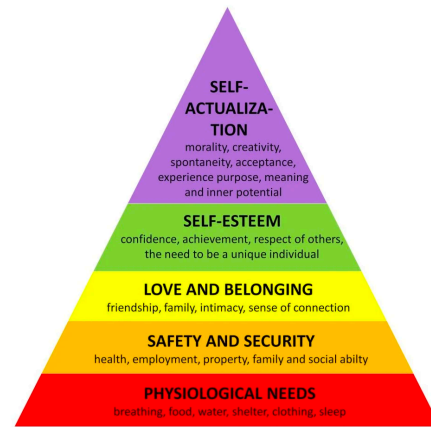 SELF-
ACTUALIZA-
TION
morality, creativity,
spontaneity, acceptance,
experience purpose, meaning
and inner potential
SELF-ESTEEM
confidence, achievement, respect of others,
the need to be a unique individual
LOVE AND BELONGING
friendship, family, intimacy, sense of connection
SAFETY AND SECURITY
health, employment, property, family and social abilty
PHYSIOLOGICAL NEEDS
breathing, food, water, shelter, clothing, sleep